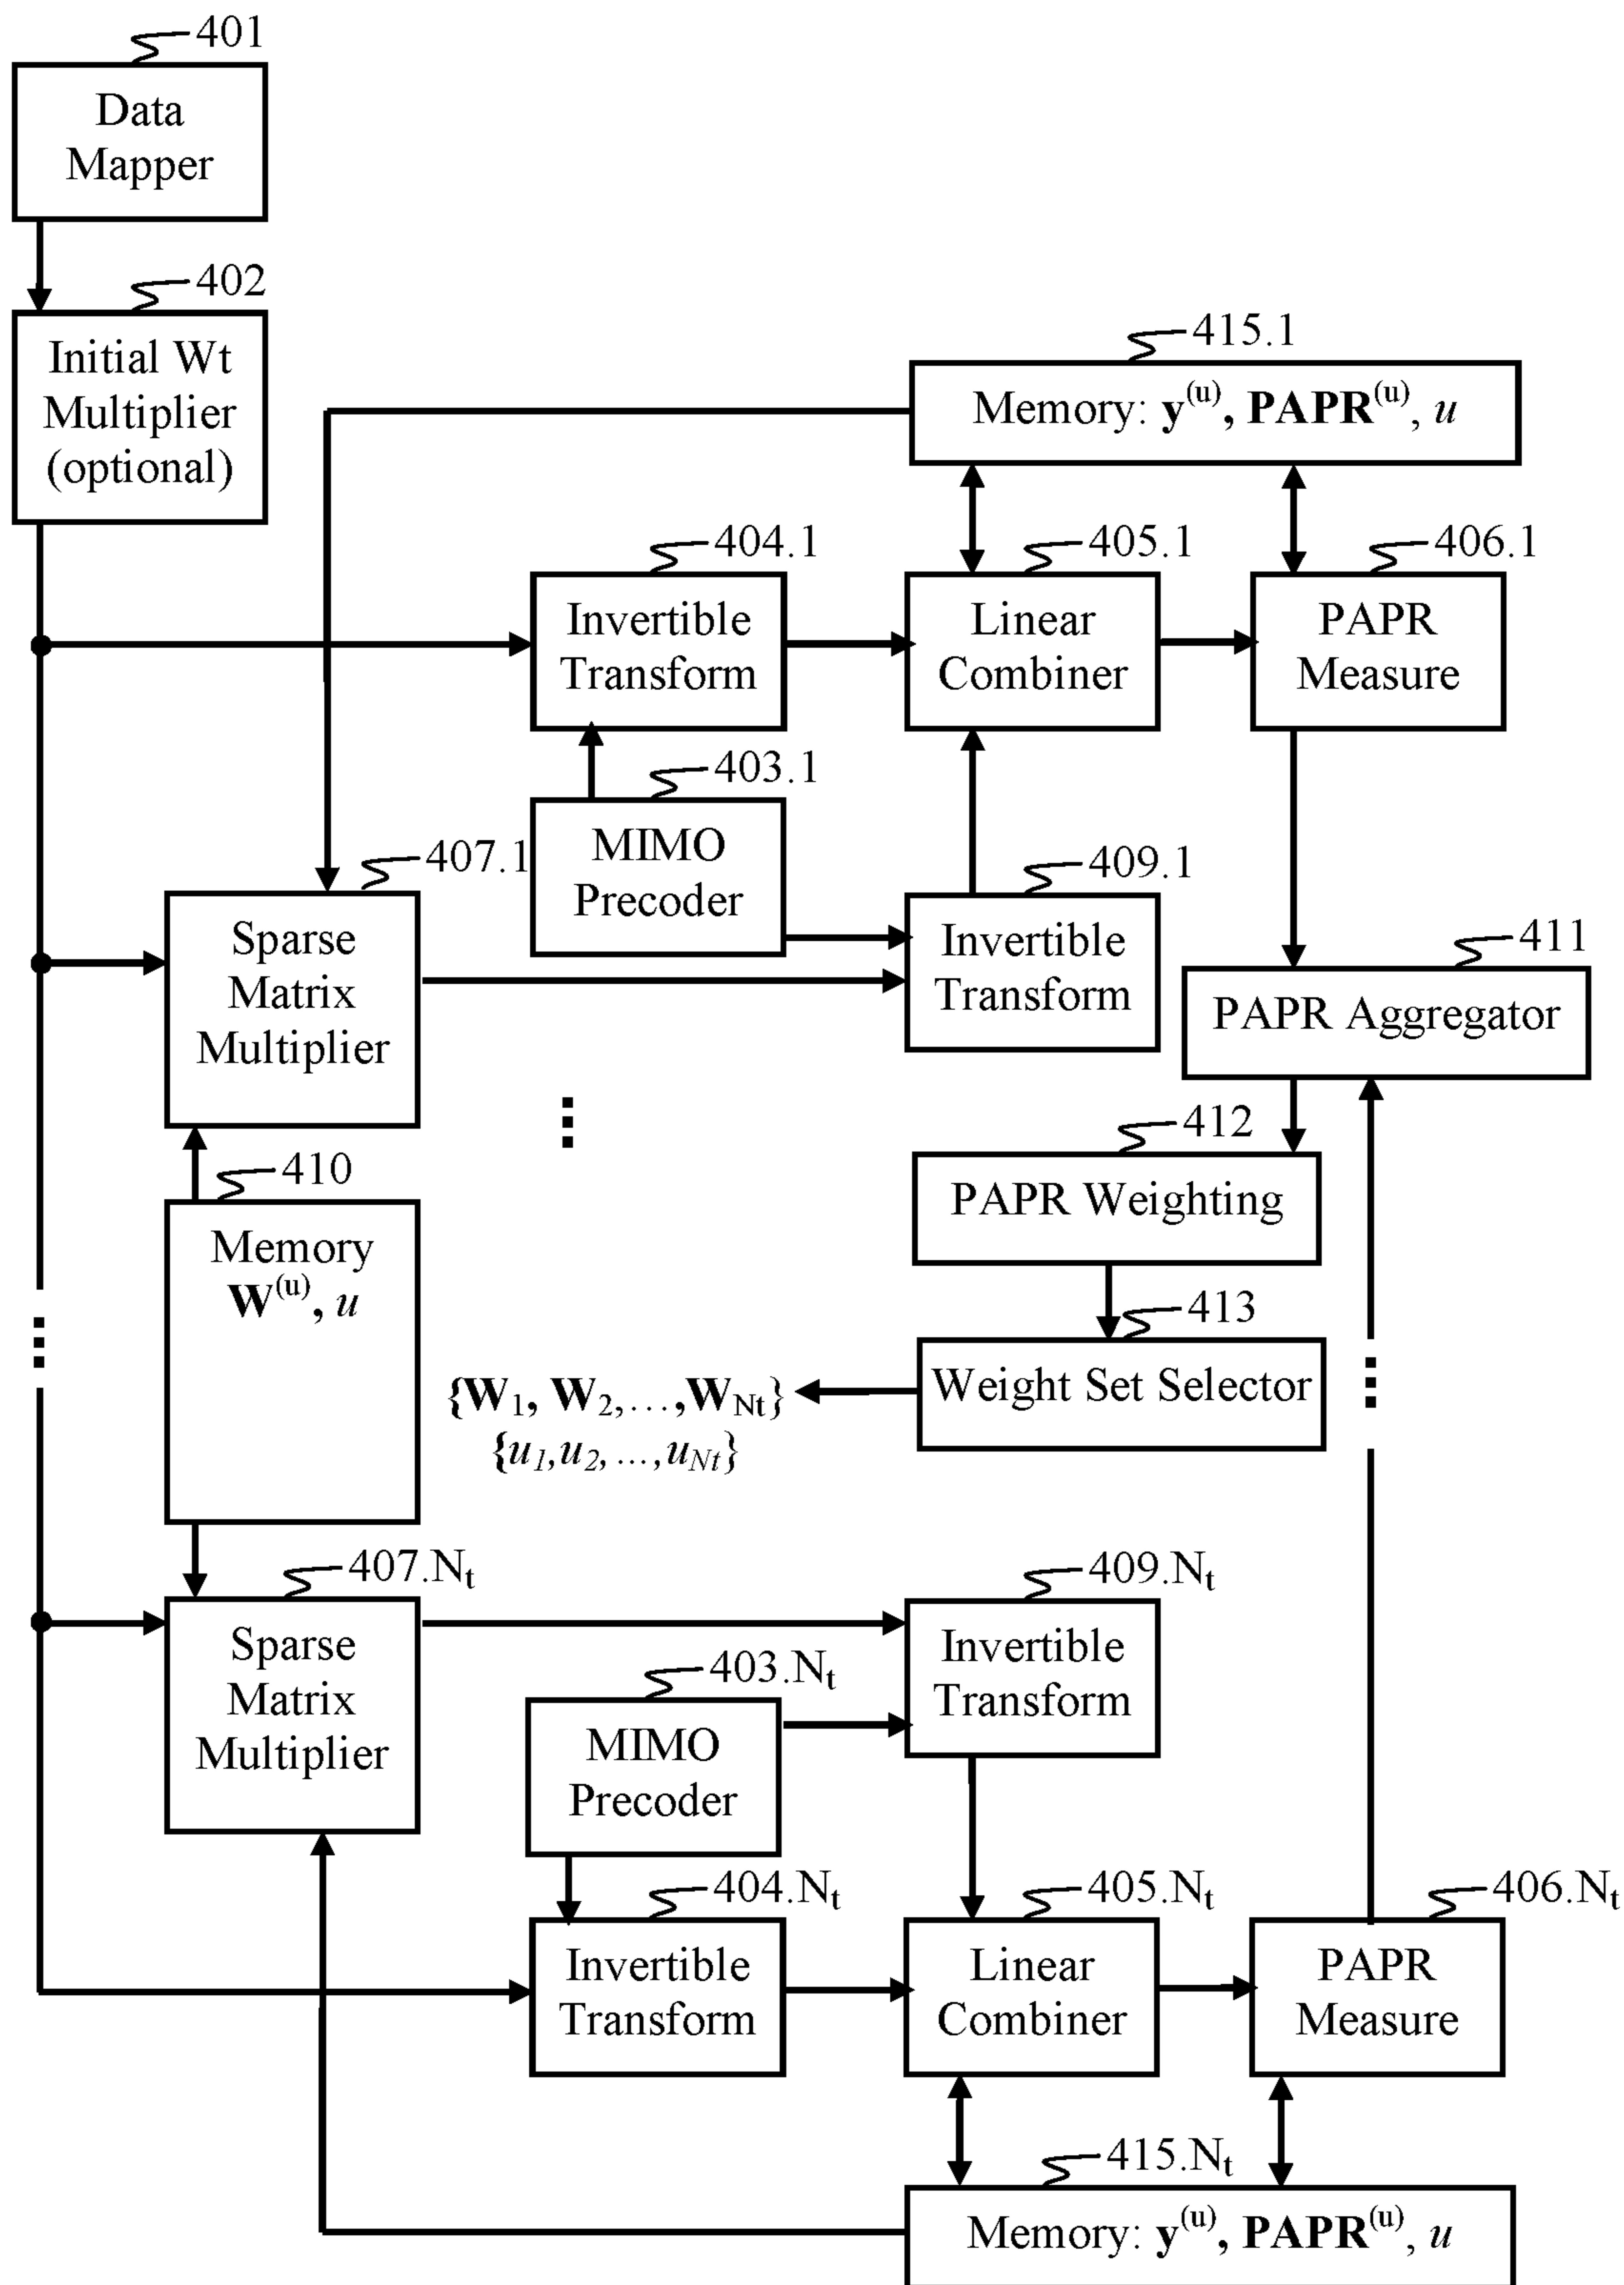 401
Data
Mapper
402
Initial Wt
Multiplier
(optional)
415.1
Memory: y(u), PAPR(u), u
404.1
Invertible
Transform
405.1
Linear
Combiner
406.1
PAPR
Measure
403.1
MIMO
Precoder
407.1
Sparse
Matrix
Multiplier
409.1
Invertible
Transform
411
PAPR Aggregator
412
PAPR Weighting
410
Memory
W(u), u
413
Weight Set Selector
{W1, W2,...,WNt}
{u1,u2,...,uNt}
407.Nt
Sparse
Matrix
Multiplier
409.Nt
Invertible
Transform
403.Nt
MIMO
Precoder
404.Nt
Invertible
Transform
405.Nt
Linear
Combiner
406.Nt
PAPR
Measure
415.Nt
Memory: y(u), PAPR(u), u